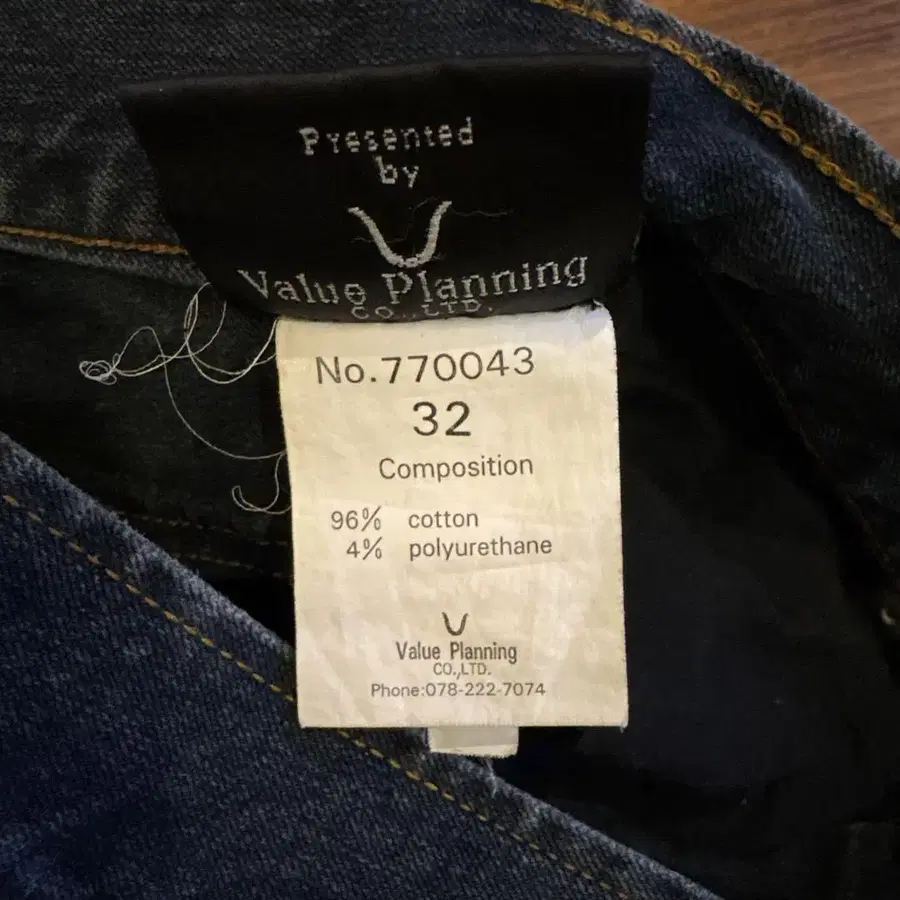 Presented
by
Value Planning
CO.,LTD.
No.770043
32
Composition
96% cotton
4% polyurethane
Value Planning
CO.,LTD.
Phone:078-222-7074